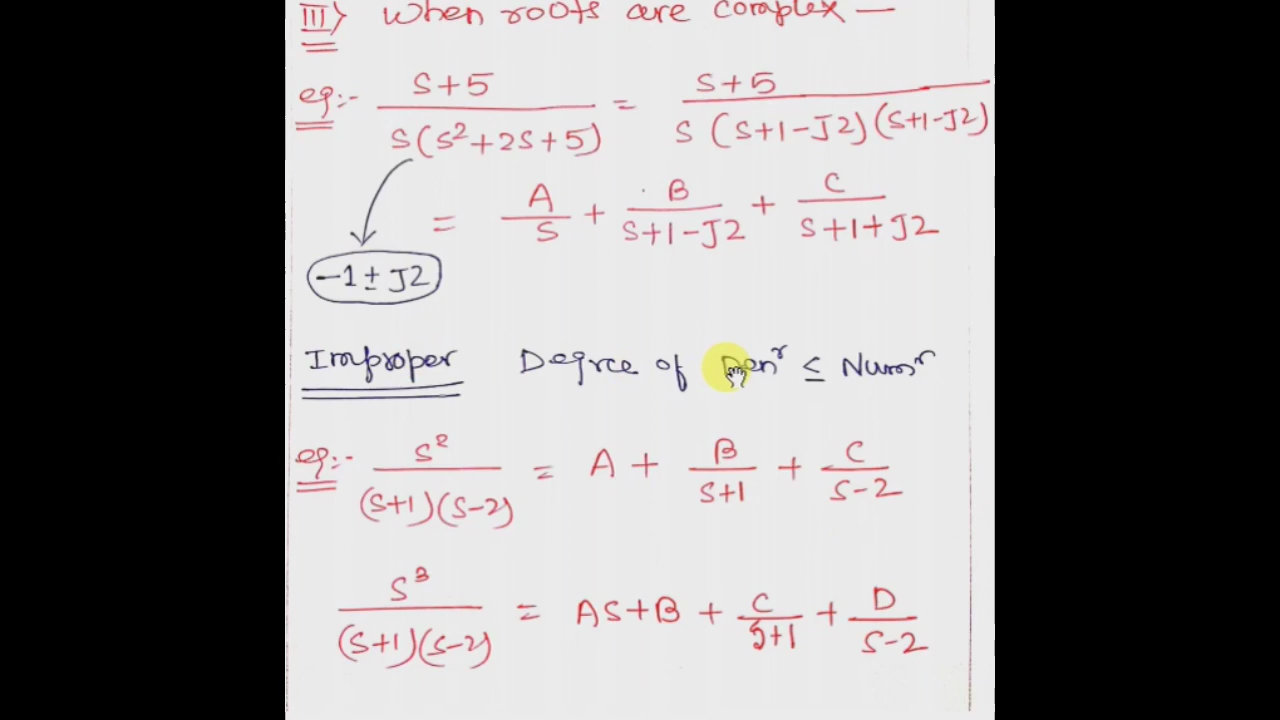 III) When roots are complex —
eg:- S+5 / S(S²+2S+5) = S+5 / S(S+1-J2)(S+1-J2)
= A/S + B/S+1-J2 + C/S+1+J2
-1±J2
Improper Degree of Denʳ ≤ Numʳ
eg:- S² / (S+1)(S-2) = A + B/S+1 + C/S-2
S³ / (S+1)(S-2) = AS+B + C/S+1 + D/S-2